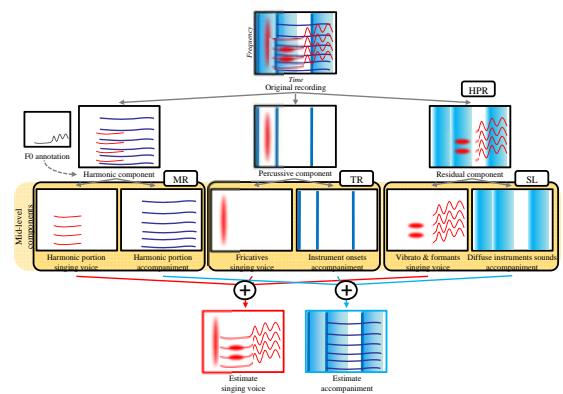 Frequency
Time
Original recording
HPR
F0 annotation
Harmonic component
Percussive component
Residual component
MR
TR
SL
Mid-level
components
Harmonic portion
singing voice
Harmonic portion
accompaniment
Fricatives
singing voice
Instrument onsets
accompaniment
Vibrato & formants
singing voice
Diffuse instruments sounds
accompaniment
+
+
Estimate
singing voice
Estimate
accompaniment